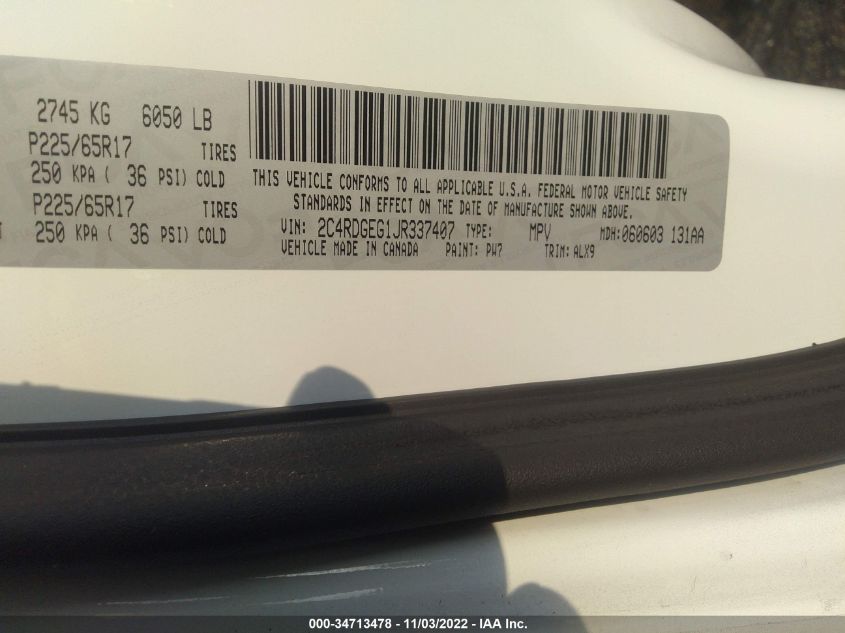 2745 KG 6050 LB
P225/65R17 TIRES
250 KPA ( 36 PSI) COLD
P225/65R17 TIRES
250 KPA ( 36 PSI) COLD
THIS VEHICLE CONFORMS TO ALL APPLICABLE U.S.A. FEDERAL MOTOR VEHICLE SAFETY
STANDARDS IN EFFECT ON THE DATE OF MANUFACTURE SHOWN ABOVE.
VIN: 2C4RDGEG1JR337407 TYPE: MPV MDH:060603 131AA
VEHICLE MADE IN CANADA PAINT: PW7 TRIM: ALX9
000-34713478 - 11/03/2022 - IAA Inc.